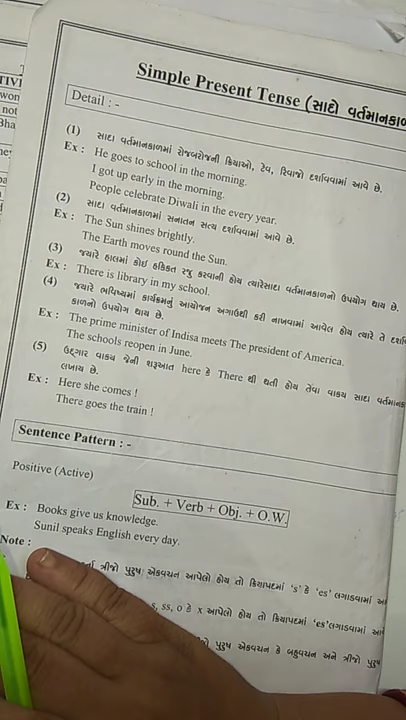 TIVI
won
not
Bha
Simple Present Tense (સાદો વર્તમાનકાળ
Detail : -
(1) સાદા વર્તમાનકાળમાં રોજબરોજની ક્રિયાઓ, ટેવ, રિવાજો દર્શાવવામાં આવે છે.
Ex : He goes to school in the morning.
I got up early in the morning.
People celebrate Diwali in the every year.
(2) સાદા વર્તમાનકાળમાં સનાતન સત્ય દર્શાવવામાં આવે છે.
Ex : The Sun shines brightly.
The Earth moves round the Sun.
(3) જ્યારે હાલમાં કોઈ હકિકત રજુ કરવાની હોય ત્યારેસાદા વર્તમાનકાળનો ઉપયોગ થાય છે.
Ex : There is library in my school.
(4) જ્યારે ભવિષ્યમાં કાર્યક્રમનું આયોજન અગાઉથી કરી નાખવામાં આવેલ હોય ત્યારે તે દર્શા
કાળનો ઉપયોગ થાય છે.
Ex : The prime minister of Indisa meets The president of America.
The schools reopen in June.
(5) ઉદ્દગાર વાક્ય જેની શરૂઆત here કે There થી થતી હોય તેવા વાક્ય સાદા વર્તમાનકા
લખાય છે.
Ex : Here she comes !
There goes the train !
Sentence Pattern : -
Positive (Active)
Sub. + Verb + Obj. + O.W.
Ex : Books give us knowledge.
Sunil speaks English every day.
Note :
ત્રીજો પુરુષ એકવચન આપેલો હોય તો ક્રિયાપદમાં 's' કે 'es' લગાડવામાં આ
s, ss, o કે x આપેલો હોય તો ક્રિયાપદમાં 'es'લગાડવામાં આવે
પુરુષ એકવચન કે બહુવચન અને ત્રીજો પુરુષ